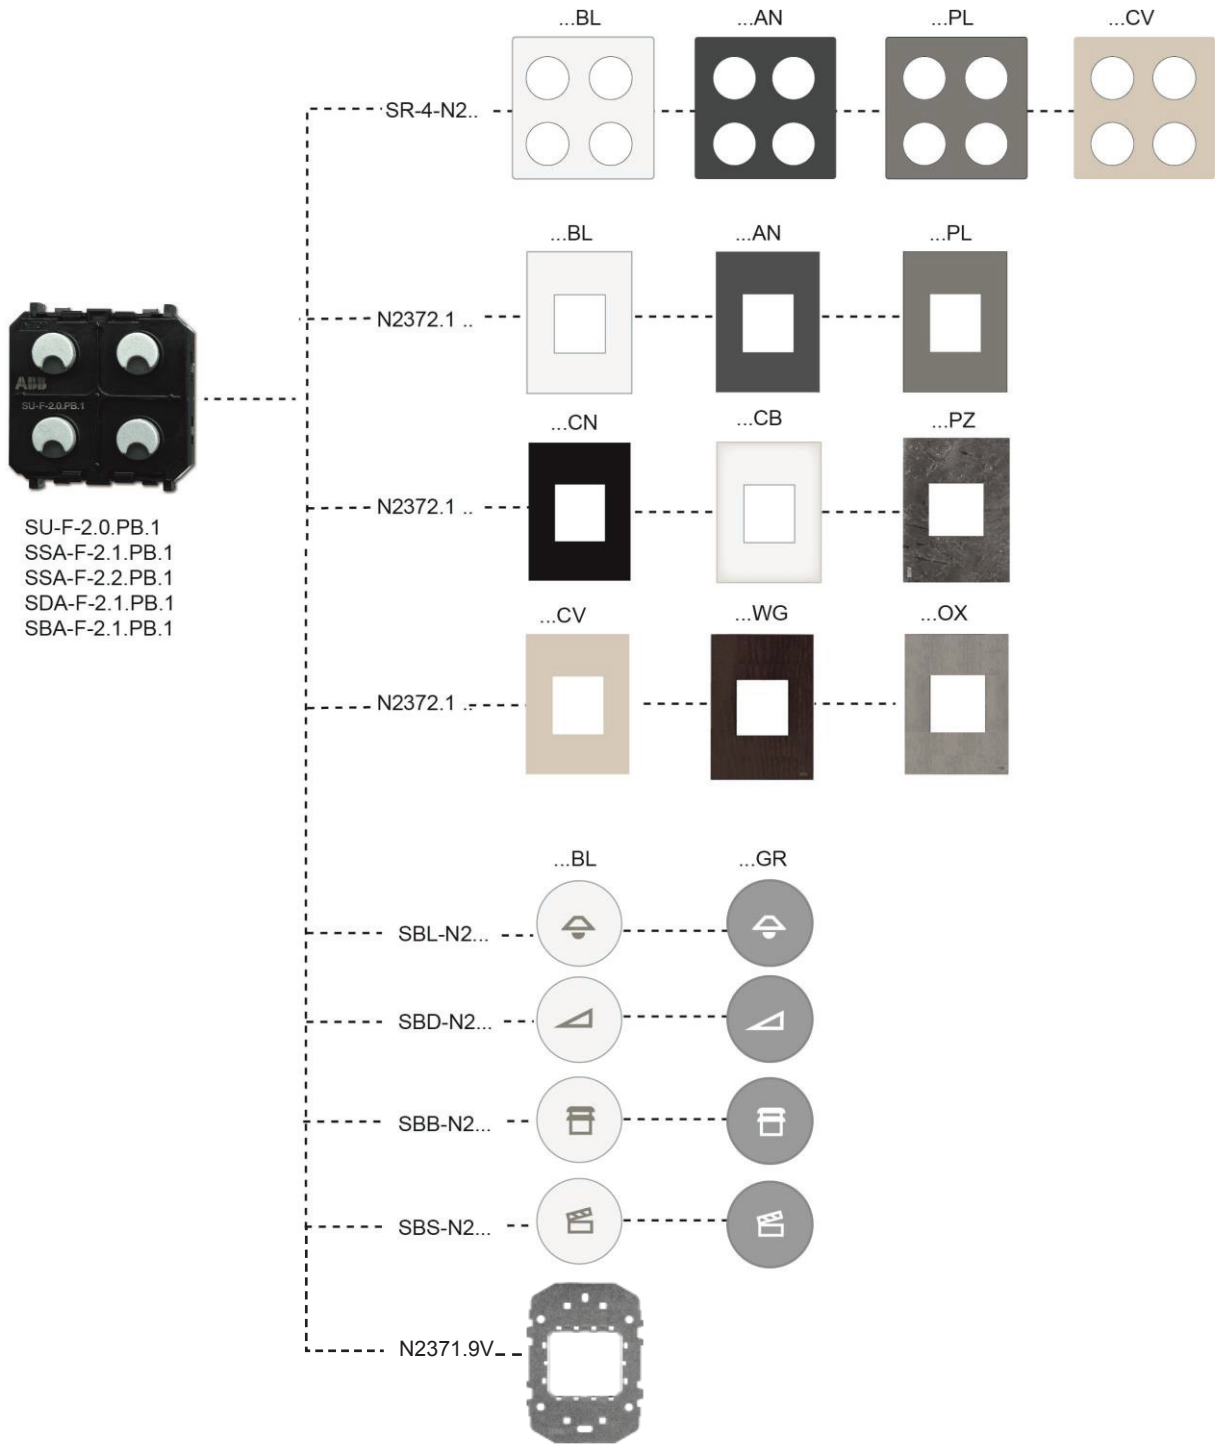 ...BL ...AN ...PL ...CV
SR-4-N2..
...BL ...AN ...PL
N2372.1 ..
ABB
SU-F-2.0.PB.1
...CN ...CB ...PZ
N2372.1 ..
SU-F-2.0.PB.1
SSA-F-2.1.PB.1
SSA-F-2.2.PB.1
SDA-F-2.1.PB.1
SBA-F-2.1.PB.1
...CV ...WG ...OX
N2372.1 ..
...BL ...GR
SBL-N2...
SBD-N2...
SBB-N2...
SBS-N2...
N2371.9V